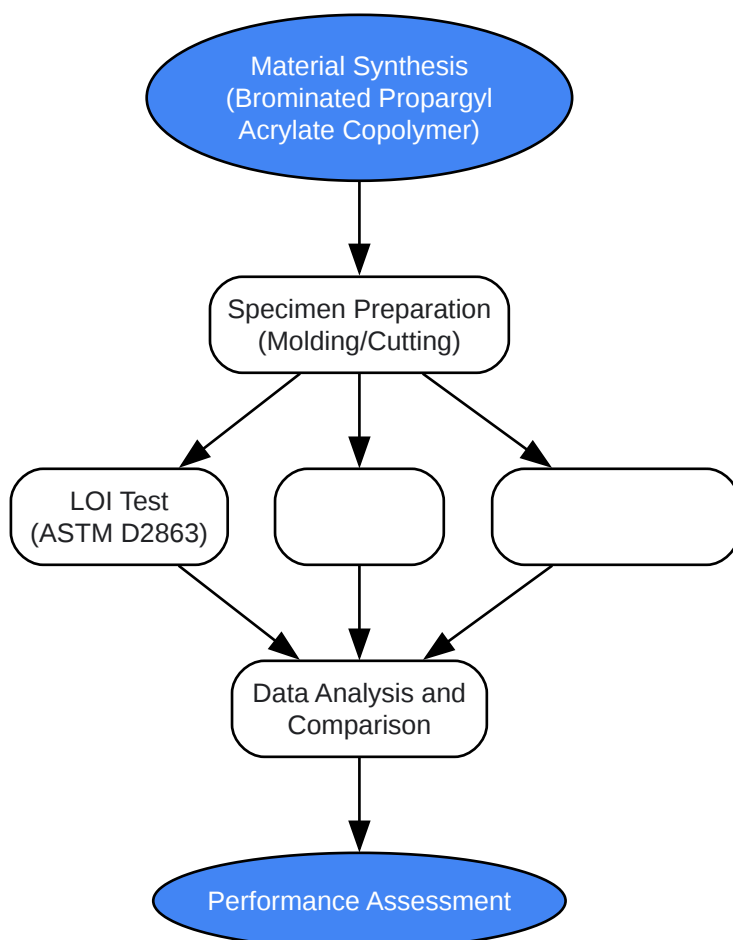 Material Synthesis
(Brominated Propargyl
Acrylate Copolymer)
Specimen Preparation
(Molding/Cutting)
LOI Test
(ASTM D2863)
Data Analysis and
Comparison
Performance Assessment